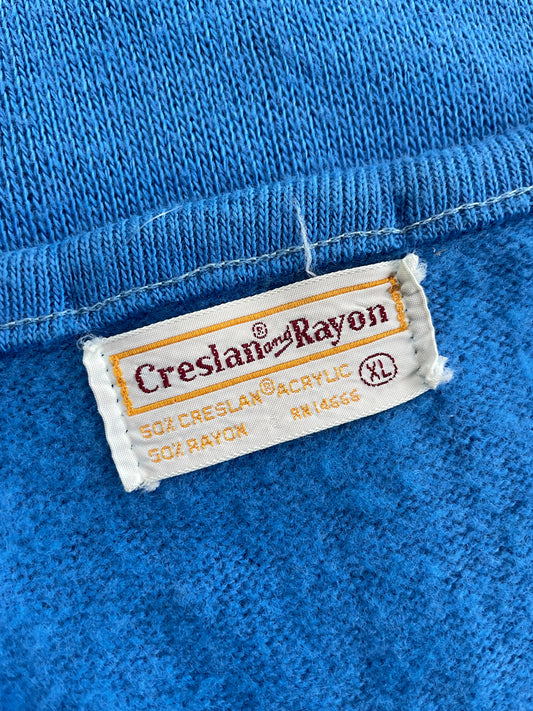 Creslan® and Rayon
50% CRESLAN® ACRYLIC XL
50% RAYON RN14666